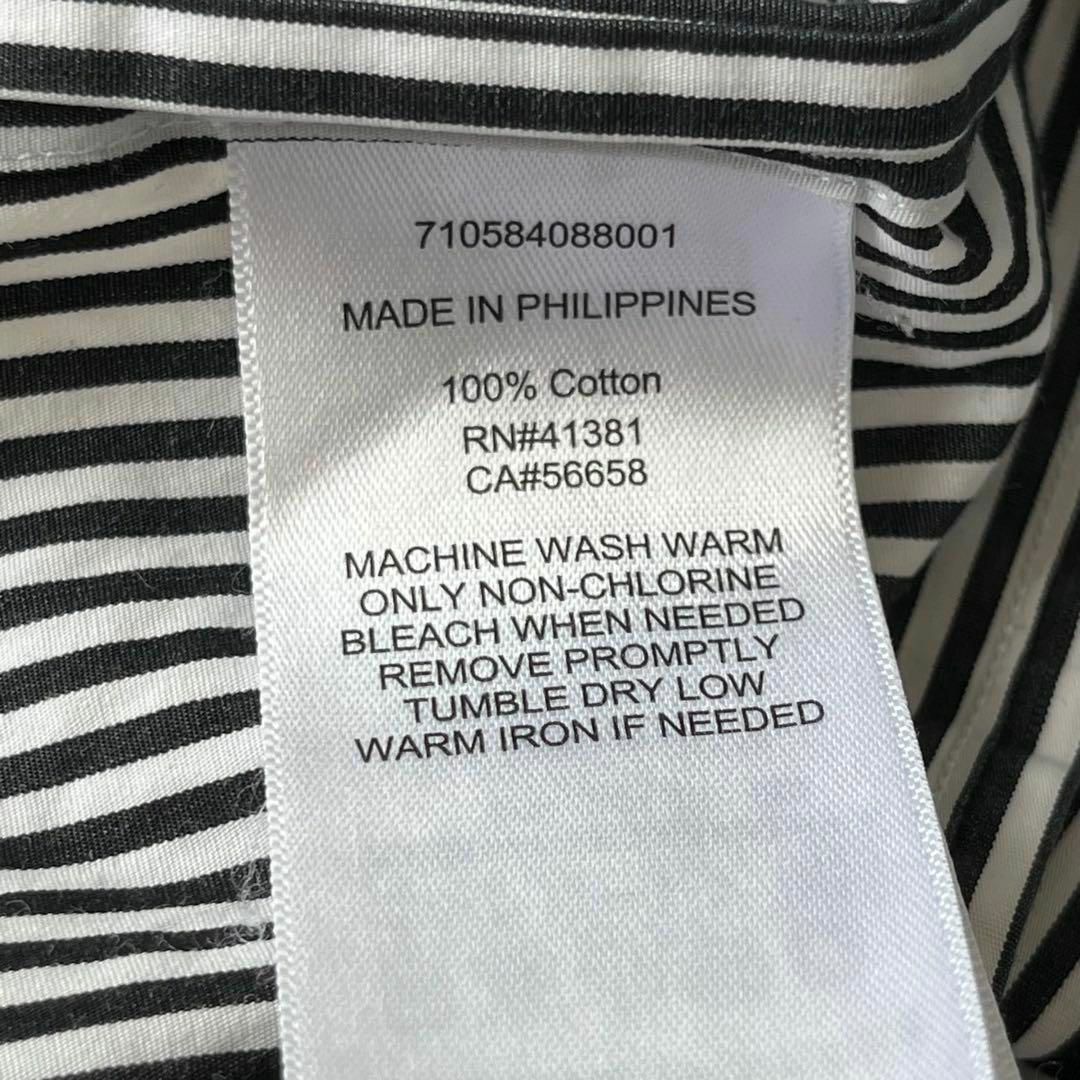 710584088001
MADE IN PHILIPPINES
100% Cotton
RN#41381
CA#56658
MACHINE WASH WARM
ONLY NON-CHLORINE
BLEACH WHEN NEEDED
REMOVE PROMPTLY
TUMBLE DRY LOW
WARM IRON IF NEEDED